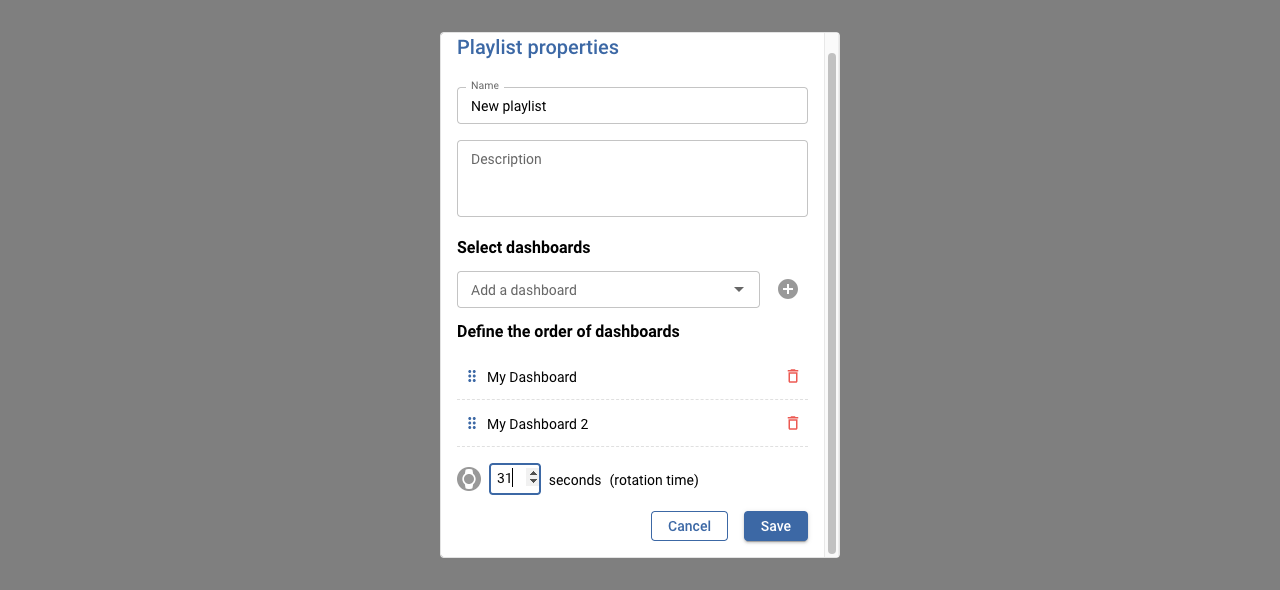 Playlist properties
Name
New playlist
Description
Select dashboards
Add a dashboard
Define the order of dashboards
My Dashboard
My Dashboard 2
31 seconds (rotation time)
Cancel Save